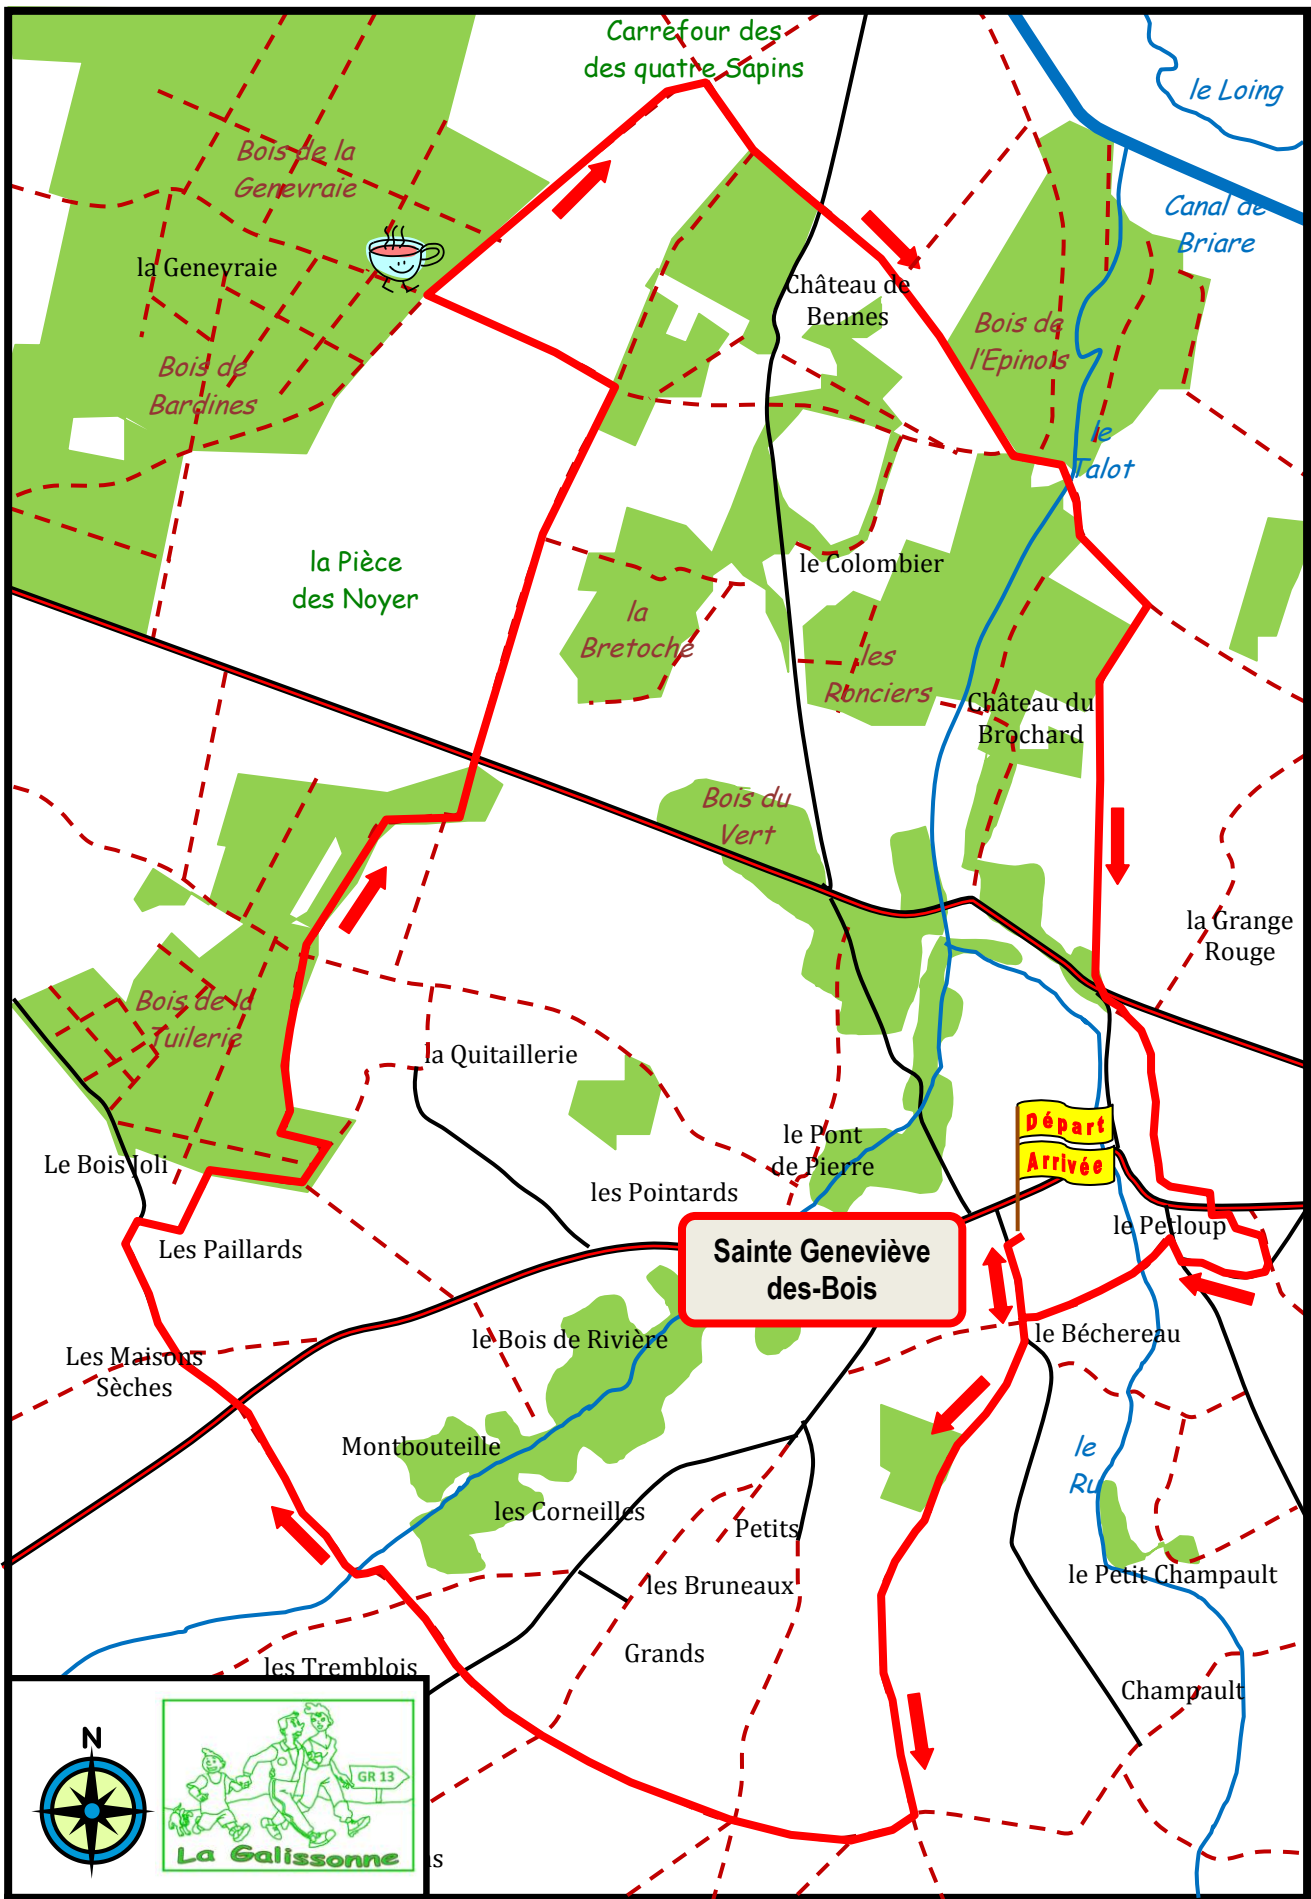 Carrefour des
des quatre Sapins
le Loing
Bois de la
Genevraie
Canal de
Briare
la Genevraie
Château de
Bennes
Bois de
l'Epinois
Bois de
Bardines
le
Talot
la Pièce
des Noyer
le Colombier
la
Bretoche
les
Ronciers
Château du
Brochard
Bois du
Vert
la Grange
Rouge
Bois de la
Tuilerie
la Quitaillerie
Départ
Arrivée
le Pont
de Pierre
Le Bois Joli
les Pointards
le Petloup
Les Paillards
Sainte Geneviève
des-Bois
le Bois de Rivière
le Béchereau
Les Maisons
Sèches
Montbouteille
le
Ru
les Corneilles
Petits
le Petit Champault
les Bruneaux
Grands
les Tremblois
Champault
N
GR 13
La Galissonne